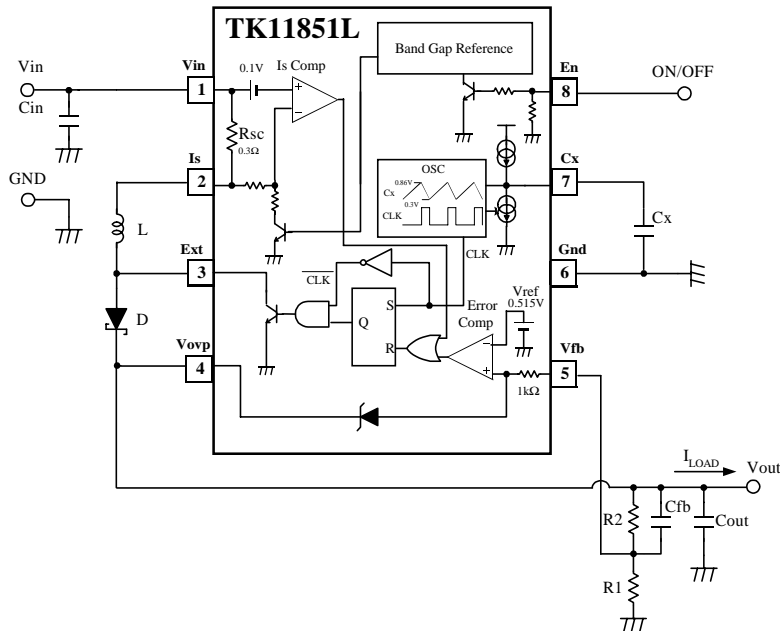 TK11851L
Vin
Cin
GND
L
D
Vin
1
Is
2
Ext
3
Vovp
4
0.1V
Is Comp
Rsc
0.3Ω
Band Gap Reference
OSC
Cx
0.86V
0.3V
CLK
CLK
CLK
S
Q
R
Error
Comp
Vref
0.515V
1kΩ
En
8
ON/OFF
Cx
7
Cx
Gnd
6
Vfb
5
I LOAD
Vout
R2
Cfb
Cout
R1